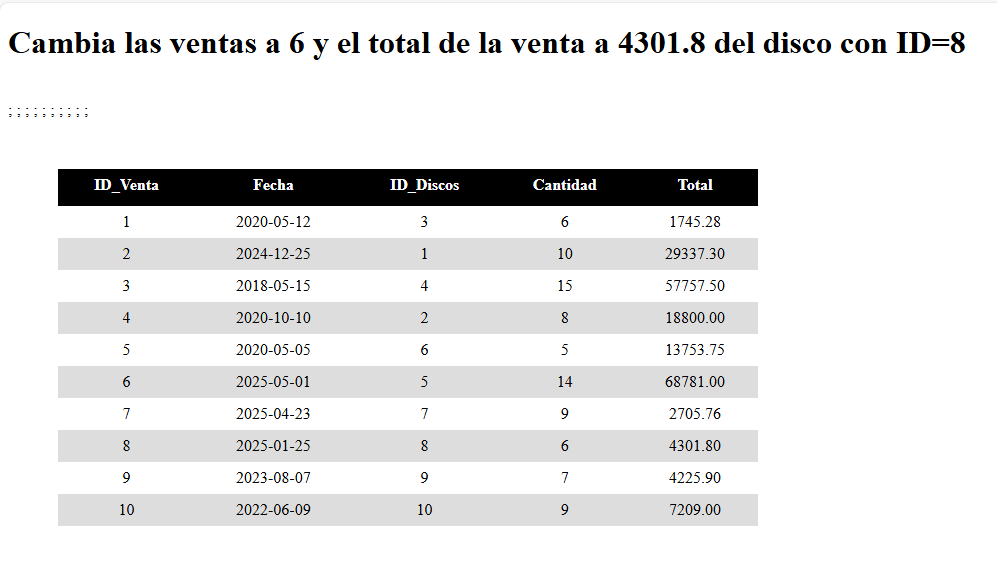 Cambia las ventas a 6 y el total de la venta a 4301.8 del disco con ID=8
; ; ; ; ; ; ; ; ; ;
ID_Venta Fecha ID_Discos Cantidad Total
1 2020-05-12 3 6 1745.28
2 2024-12-25 1 10 29337.30
3 2018-05-15 4 15 57757.50
4 2020-10-10 2 8 18800.00
5 2020-05-05 6 5 13753.75
6 2025-05-01 5 14 68781.00
7 2025-04-23 7 9 2705.76
8 2025-01-25 8 6 4301.80
9 2023-08-07 9 7 4225.90
10 2022-06-09 10 9 7209.00